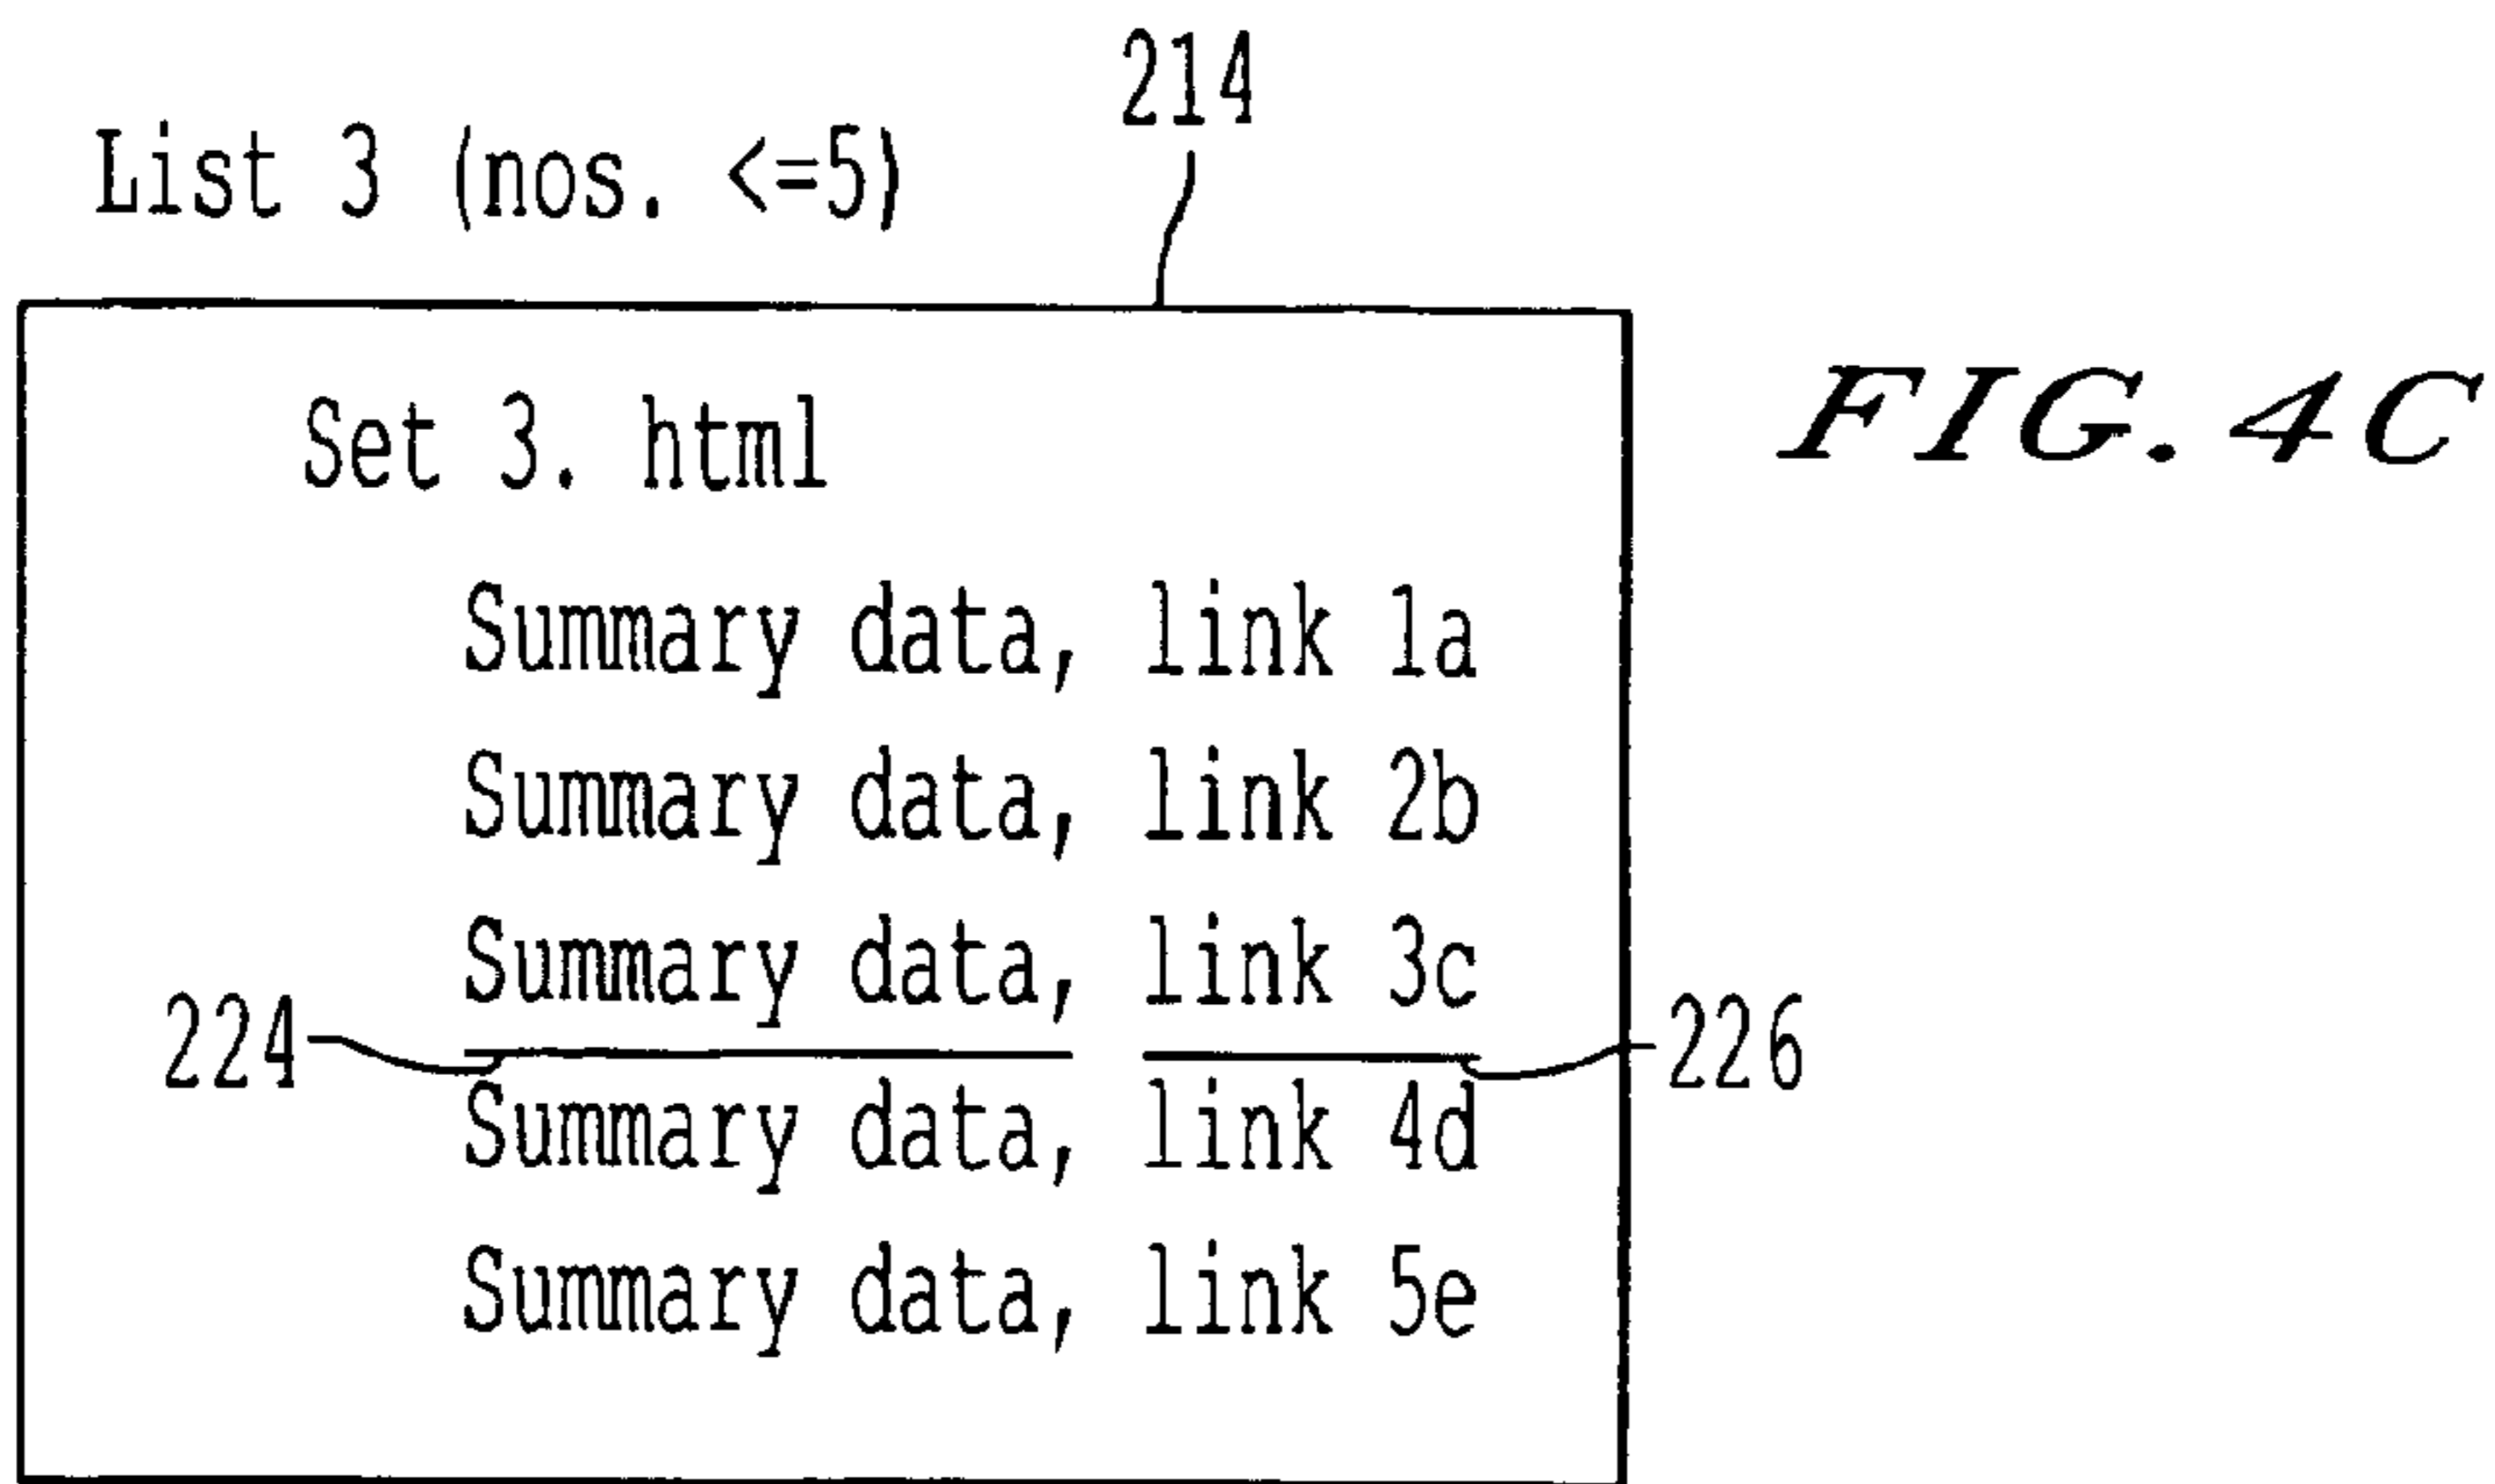 214
List 3 (nos. <=5)
FIG. 4C
Set 3. html
Summary data, link 1a
Summary data, link 2b
Summary data, link 3c
224
226
Summary data, link 4d
Summary data, link 5e